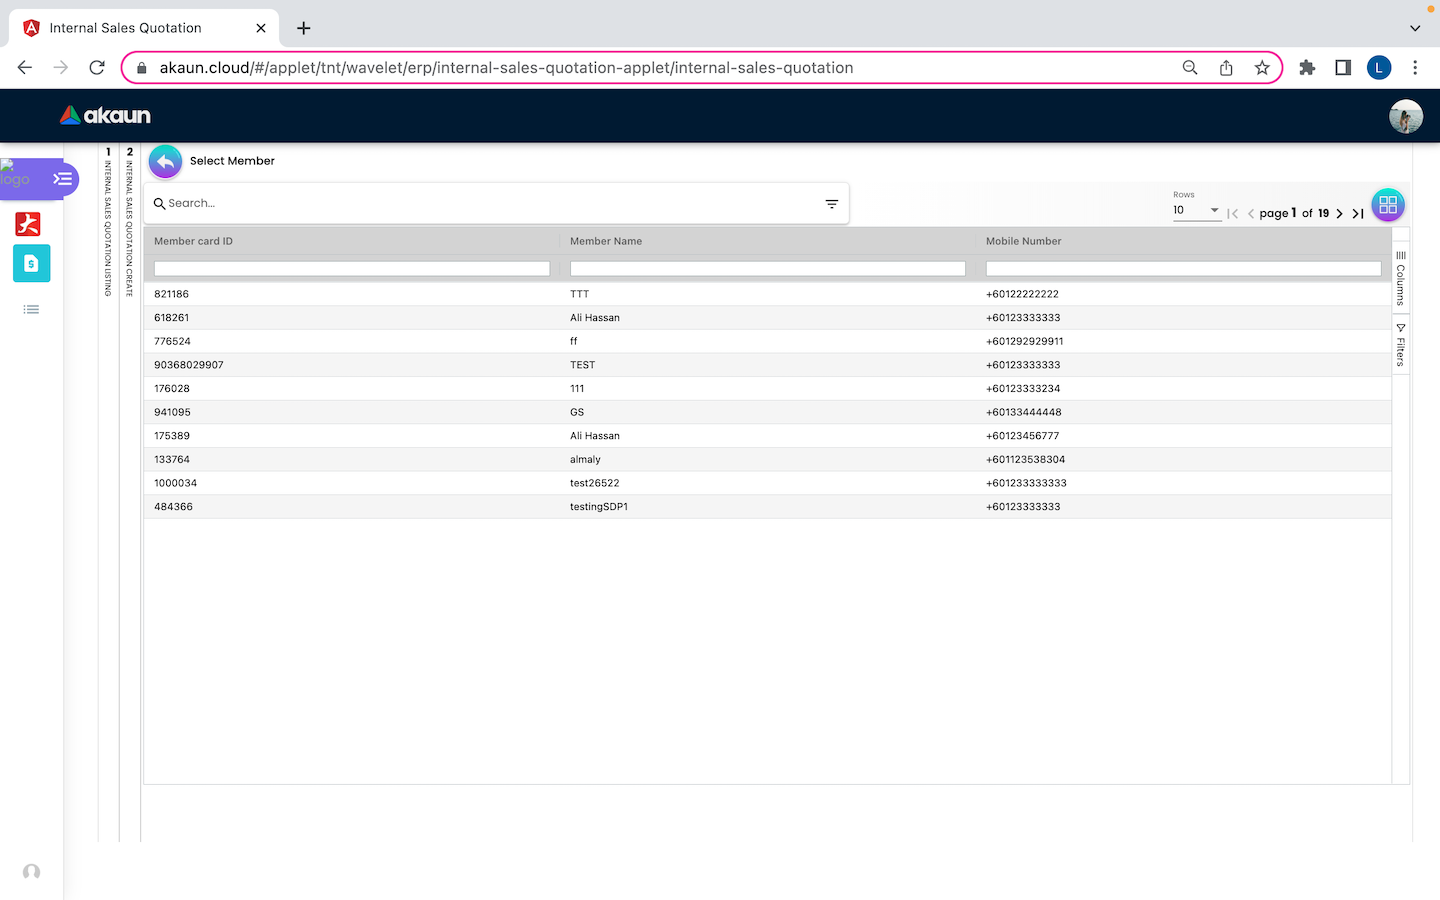 Internal Sales Quotation
akaun.cloud/#/applet/tnt/wavelet/erp/internal-sales-quotation-applet/internal-sales-quotation
L
akaun
logo
1 INTERNAL SALES QUOTATION LISTING
2 INTERNAL SALES QUOTATION CREATE
Select Member
Search...
Rows
10
page 1 of 19
Member card ID Member Name Mobile Number
821186 TTT +60122222222
618261 Ali Hassan +60123333333
776524 ff +601292929911
90368029907 TEST +60123333333
176028 111 +60123333234
941095 GS +60133444448
175389 Ali Hassan +60123456777
133764 almaly +601123538304
1000034 test26522 +601233333333
484366 testingSDP1 +60123333333
Columns
Filters